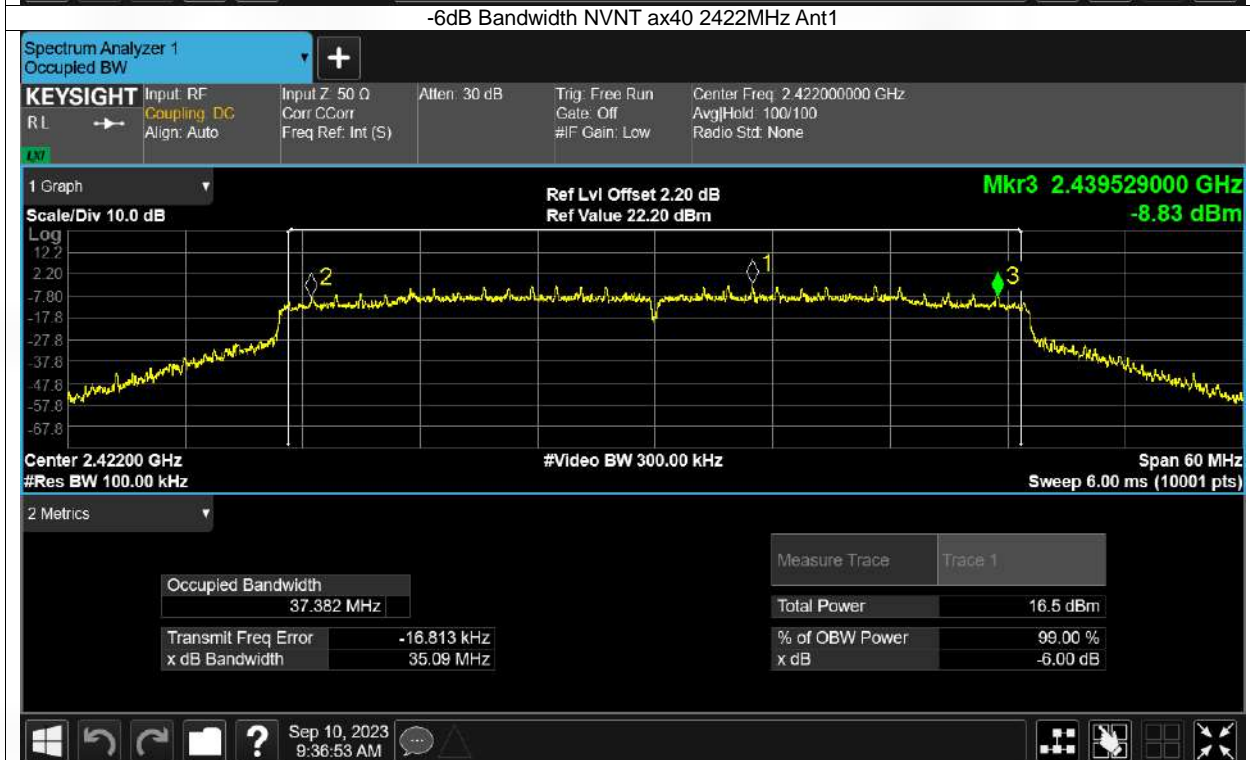 -6dB Bandwidth NVNT ax40 2422MHz Ant1
Spectrum Analyzer 1
Occupied BW
+
KEYSIGHT
RL
LXI
Input: RF
Coupling: DC
Align: Auto
Input Z: 50 Ω
Corr CCorr
Freq Ref: Int (S)
Atten: 30 dB
Trig: Free Run
Gate: Off
#IF Gain: Low
Center Freq: 2.422000000 GHz
Avg|Hold: 100/100
Radio Std: None
1 Graph
Scale/Div 10.0 dB
Ref Lvl Offset 2.20 dB
Ref Value 22.20 dBm
Mkr3 2.439529000 GHz
-8.83 dBm
Log
12.2
2.20
-7.80
-17.8
-27.8
-37.8
-47.8
-57.8
-67.8
2
1
3
Center 2.42200 GHz
#Res BW 100.00 kHz
#Video BW 300.00 kHz
Span 60 MHz
Sweep 6.00 ms (10001 pts)
2 Metrics
Measure Trace Trace 1
Occupied Bandwidth
37.382 MHz
Total Power 16.5 dBm
Transmit Freq Error -16.813 kHz
% of OBW Power 99.00 %
x dB Bandwidth 35.09 MHz
x dB -6.00 dB
?
Sep 10, 2023
9:36:53 AM